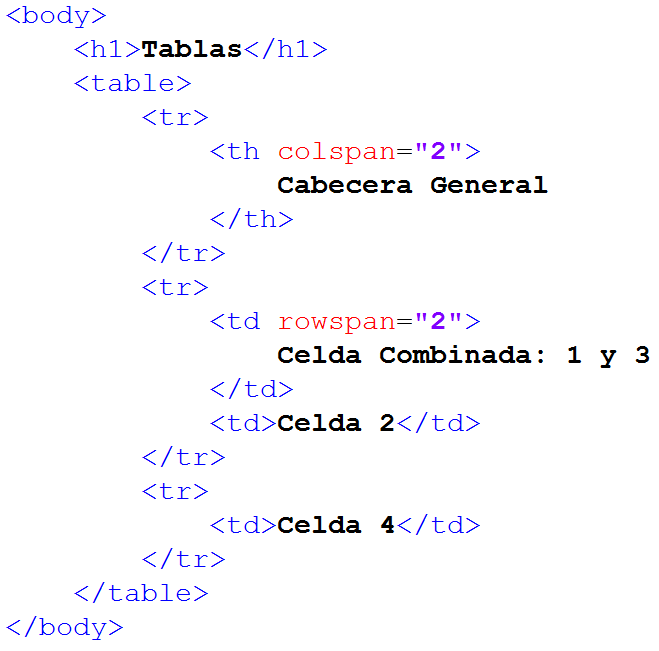 <body>
    <h1>Tablas</h1>
    <table>
        <tr>
            <th colspan="2">
                Cabecera General
            </th>
        </tr>
        <tr>
            <td rowspan="2">
                Celda Combinada: 1 y 3
            </td>
            <td>Celda 2</td>
        </tr>
        <tr>
            <td>Celda 4</td>
        </tr>
    </table>
</body>